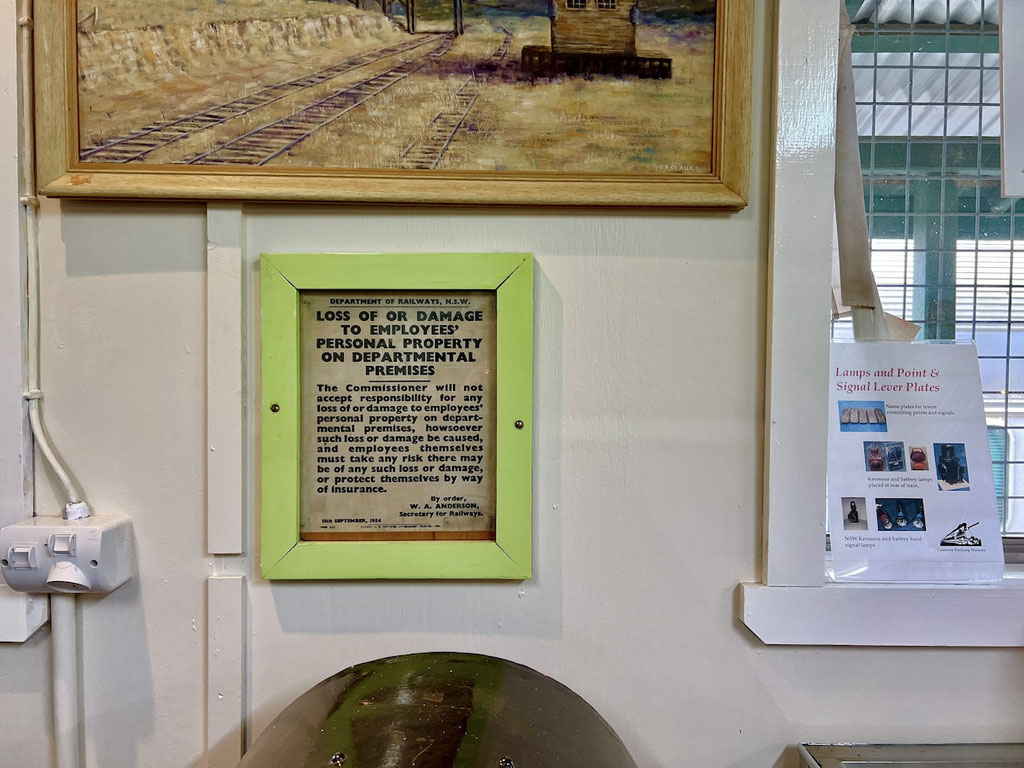 DEPARTMENT OF RAILWAYS, N.S.W.
LOSS OF OR DAMAGE
TO EMPLOYEES'
PERSONAL PROPERTY
ON DEPARTMENTAL
PREMISES
The Commissioner will not
accept responsibility for any
loss of or damage to employees'
personal property on depart-
mental premises, howsoever
such loss or damage be caused,
and employees themselves
must take any risk there may
be of any such loss or damage,
or protect themselves by way
of insurance.
By order,
W. A. ANDERSON,
Secretary for Railways.
SEPTEMBER, 1954
Lamps and Point &
Signal Lever Plates
Name plates for levers
controlling points and signals.
Kerosene and battery lamps
placed at rear of train.
NSW Kerosene and battery hand
signal lamps
Canberra Railway Museum